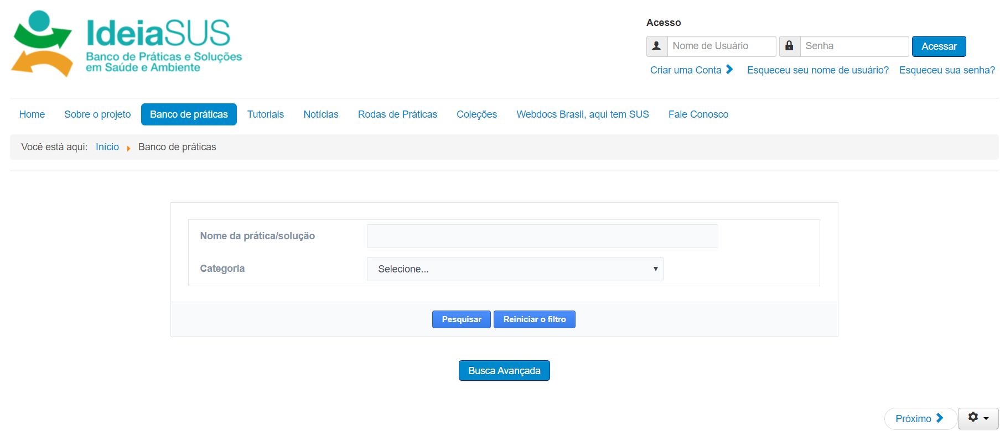 IdeiaSUS
Banco de Práticas e Soluções
em Saúde e Ambiente
Acesso
Nome de Usuário
Senha
Acessar
Criar uma Conta
Esqueceu seu nome de usuário?
Esqueceu sua senha?
Home
Sobre o projeto
Banco de práticas
Tutoriais
Notícias
Rodas de Práticas
Coleções
Webdocs Brasil, aqui tem SUS
Fale Conosco
Você está aqui: Início Banco de práticas
Nome da prática/solução
Categoria
Selecione...
Pesquisar
Reiniciar o filtro
Busca Avançada
Próximo